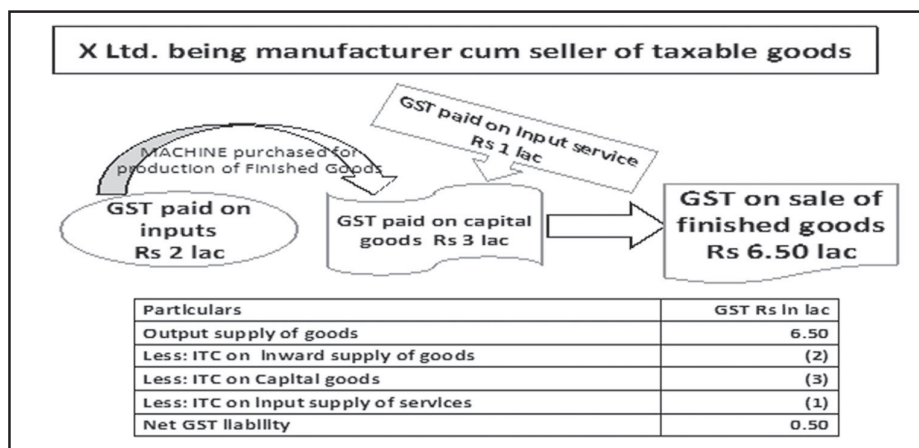 X Ltd. being manufacturer cum seller of taxable goods
MACHINE purchased for
production of Finished Goods
GST paid on Input service
Rs 1 lac
GST paid on
inputs
Rs 2 lac
GST paid on capital
goods Rs 3 lac
GST on sale of
finished goods
Rs 6.50 lac
Particulars GST Rs in lac
Output supply of goods 6.50
Less: ITC on Inward supply of goods (2)
Less: ITC on Capital goods (3)
Less: ITC on input supply of services (1)
Net GST liability 0.50